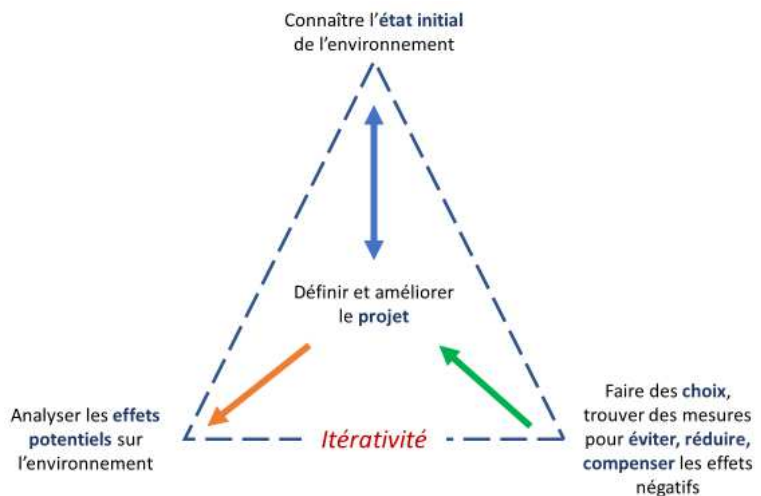 Connaître l'état initial
de l'environnement
Définir et améliorer
le projet
Analyser les effets
potentiels sur
l'environnement
Itérativité
Faire des choix,
trouver des mesures
pour éviter, réduire,
compenser les effets
négatifs